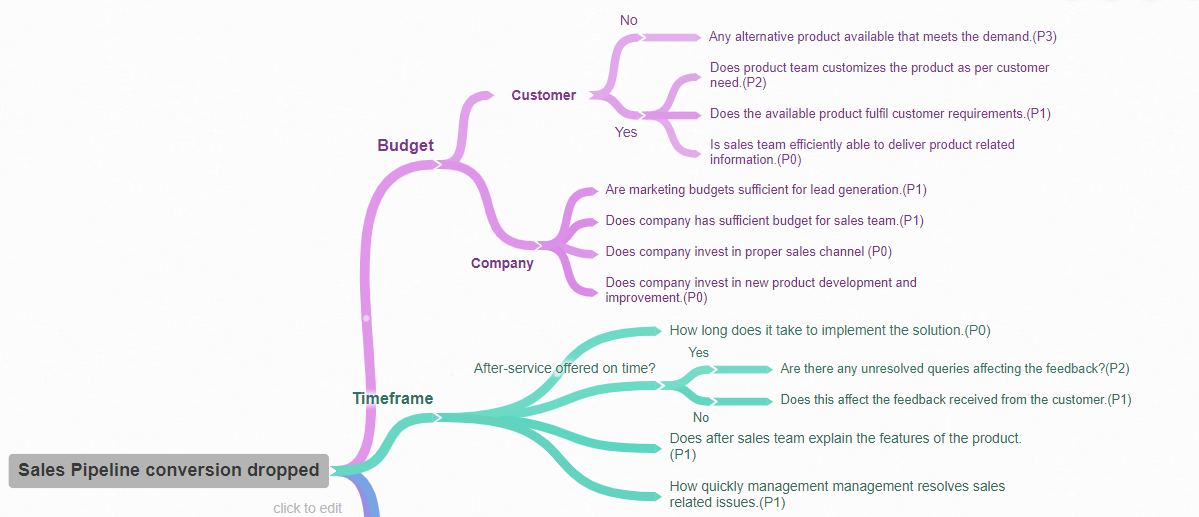 No
Any alternative product available that meets the demand.(P3)
Does product team customizes the product as per customer
need.(P2)
Customer
Does the available product fulfil customer requirements.(P1)
Yes
Is sales team efficiently able to deliver product related
information.(P0)
Budget
Are marketing budgets sufficient for lead generation.(P1)
Does company has sufficient budget for sales team.(P1)
Does company invest in proper sales channel (P0)
Company
Does company invest in new product development and
improvement.(P0)
How long does it take to implement the solution.(P0)
After-service offered on time?
Yes
Are there any unresolved queries affecting the feedback?(P2)
Does this affect the feedback received from the customer.(P1)
No
Timeframe
Does after sales team explain the features of the product.
(P1)
How quickly management management resolves sales
related issues.(P1)
Sales Pipeline conversion dropped
click to edit